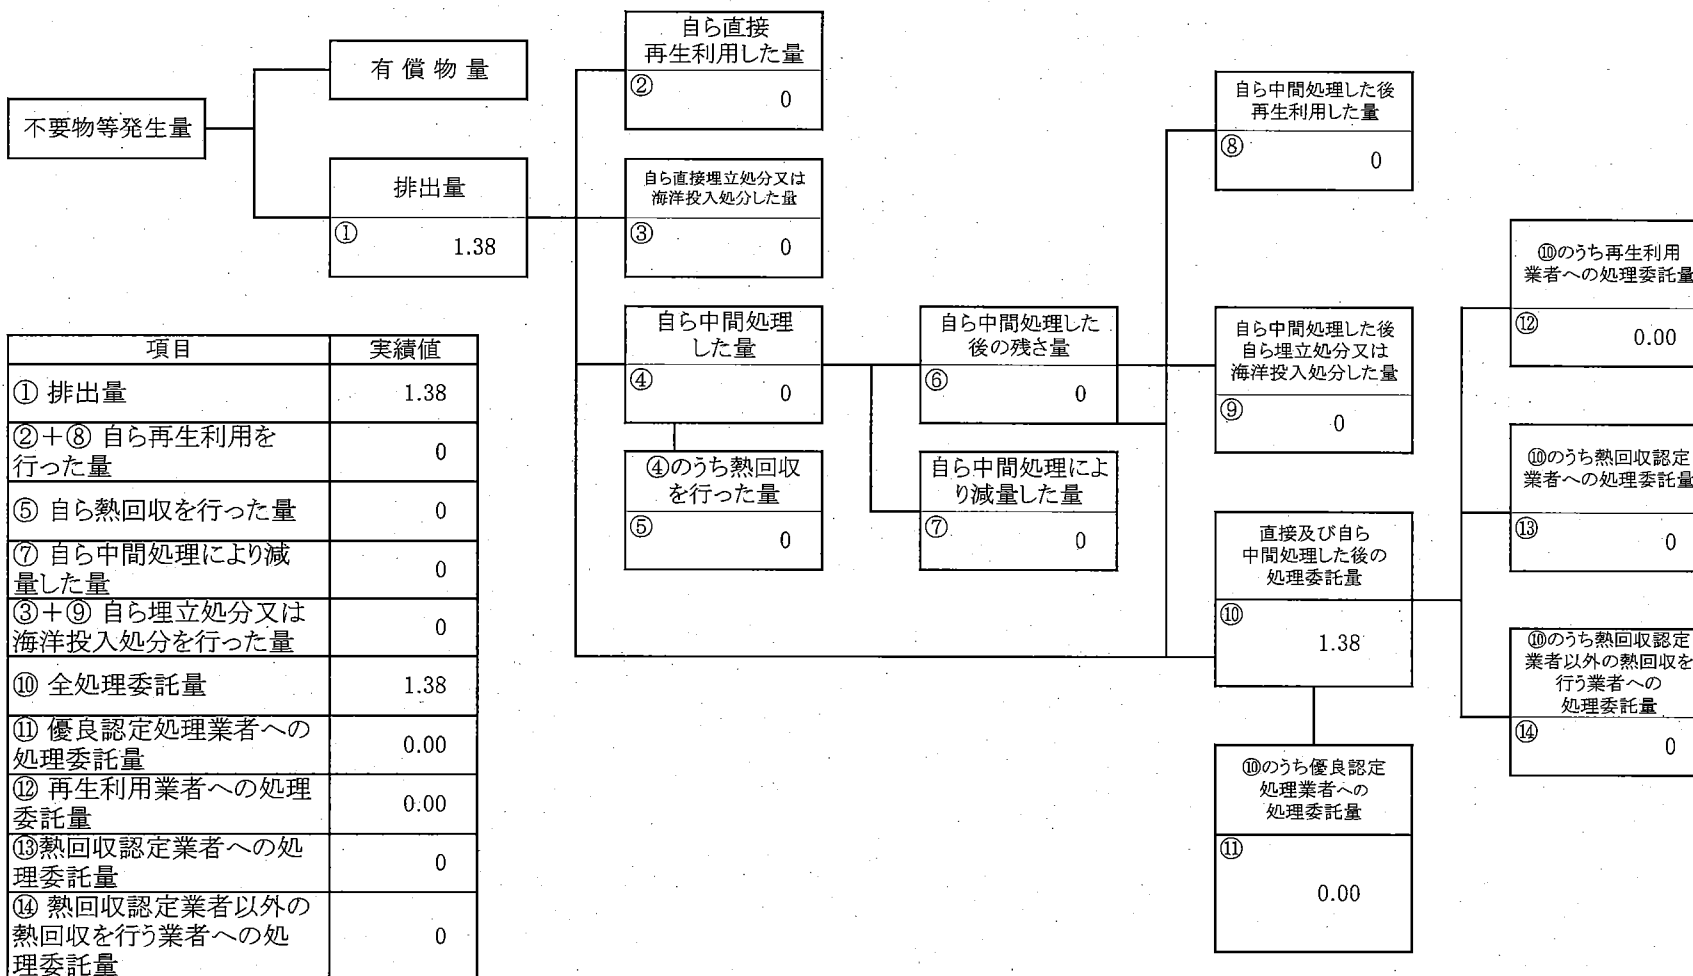 不要物等発生量
有償物量
排出量
①
1.38
自ら直接
再生利用した量
②
0
自ら直接埋立処分又は
海洋投入処分した量
③
0
自ら中間処理
した量
④
0
④のうち熱回収
を行った量
⑤
0
自ら中間処理した
後の残さ量
⑥
0
自ら中間処理によ
り減量した量
⑦
0
自ら中間処理した後
再生利用した量
⑧
0
自ら中間処理した後
自ら埋立処分又は
海洋投入処分した量
⑨
0
直接及び自ら
中間処理した後の
処理委託量
⑩
1.38
⑩のうち優良認定
処理業者への
処理委託量
⑪
0.00
⑩のうち再生利用
業者への処理委託量
⑫
0.00
⑩のうち熱回収認定
業者への処理委託量
⑬
0
⑩のうち熱回収認定
業者以外の熱回収を
行う業者への
処理委託量
⑭
0
項目 実績値
① 排出量 1.38
②＋⑧ 自ら再生利用を
行った量 0
⑤ 自ら熱回収を行った量 0
⑦ 自ら中間処理により減
量した量 0
③＋⑨ 自ら埋立処分又は
海洋投入処分を行った量 0
⑩ 全処理委託量 1.38
⑪ 優良認定処理業者への
処理委託量 0.00
⑫ 再生利用業者への処理
委託量 0.00
⑬熱回収認定業者への処
理委託量 0
⑭ 熱回収認定業者以外の
熱回収を行う業者への処
理委託量 0